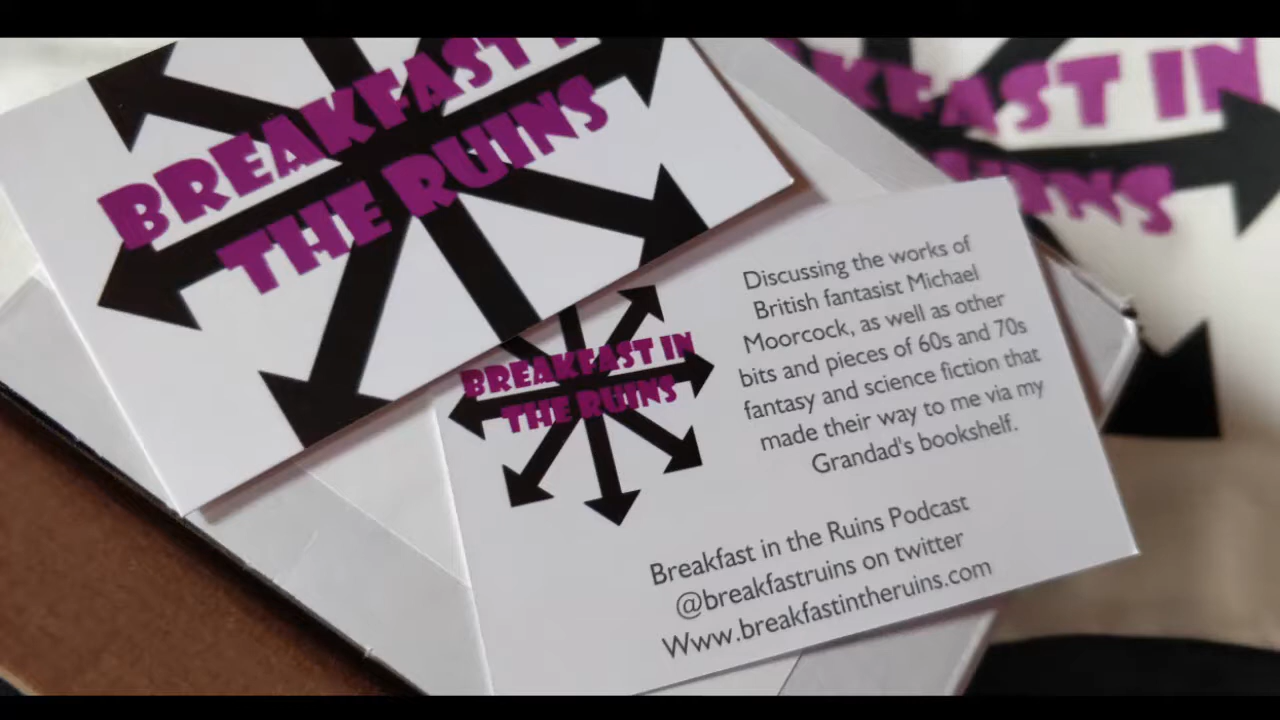 BREAKFAST I
THE RUINS
KFAST IN
RUINS
BREAKFAST IN
THE RUINS
Discussing the works of
British fantasist Michael
Moorcock, as well as other
bits and pieces of 60s and 70s
fantasy and science fiction that
made their way to me via my
Grandad's bookshelf.
Breakfast in the Ruins Podcast
@breakfastruins on twitter
Www.breakfastintheruins.com